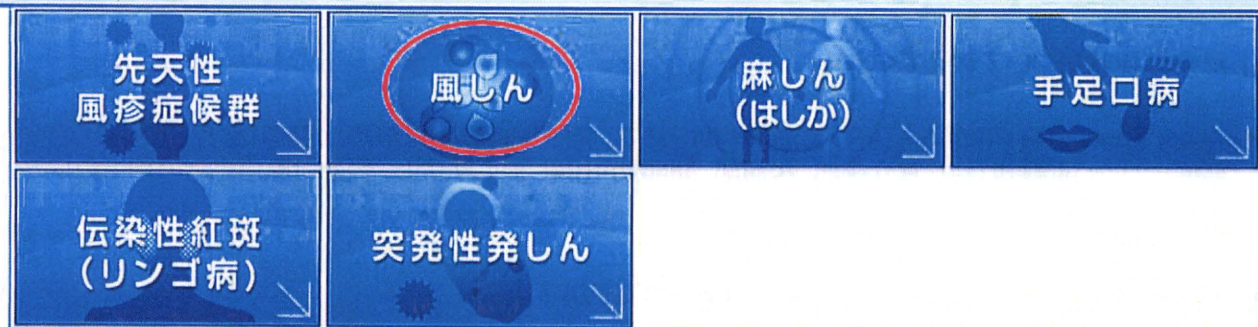 先天性
風疹症候群
風しん
麻しん
(はしか)
手足口病
伝染性紅斑
(リンゴ病)
突発性発しん